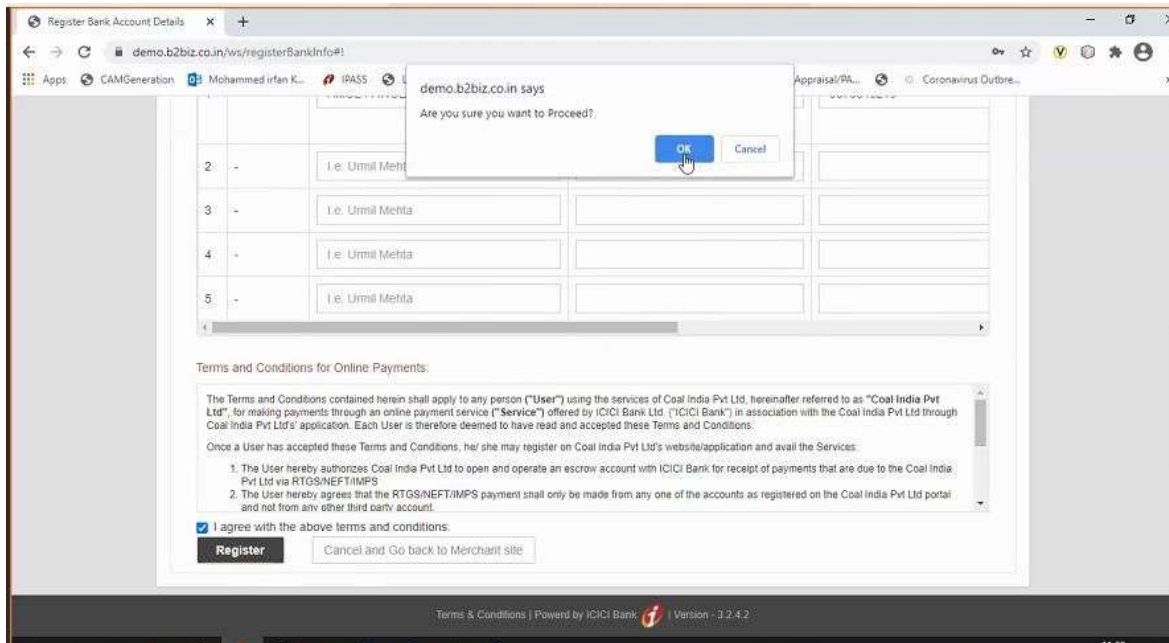 Register Bank Account Details
demo.b2biz.co.in/ws/registerBankInfo#!
Apps CAMGeneration Mohammed irfan K... IPASS Appraisal/PA... Coronavirus Outbre...
demo.b2biz.co.in says
Are you sure you want to Proceed?
OK Cancel
2 - I.e. Urmil Meht
3 - I.e. Urmil Mehta
4 - I.e. Urmil Mehta
5 - I.e. Urmil Mehta
Terms and Conditions for Online Payments:
The Terms and Conditions contained herein shall apply to any person ("User") using the services of Coal India Pvt Ltd, hereinafter referred to as "Coal India Pvt
Ltd", for making payments through an online payment service ("Service") offered by ICICI Bank Ltd. ("ICICI Bank") in association with the Coal India Pvt Ltd through
Coal India Pvt Ltds' application. Each User is therefore deemed to have read and accepted these Terms and Conditions.
Once a User has accepted these Terms and Conditions, he/ she may register on Coal India Pvt Ltd's website/application and avail the Services:
1. The User hereby authorizes Coal India Pvt Ltd to open and operate an escrow account with ICICI Bank for receipt of payments that are due to the Coal India
Pvt Ltd via RTGS/NEFT/IMPS
2. The User hereby agrees that the RTGS/NEFT/IMPS payment shall only be made from any one of the accounts as registered on the Coal India Pvt Ltd portal
and not from any other third party account.
I agree with the above terms and conditions.
Register Cancel and Go back to Merchant site
Terms & Conditions | Powerd by ICICI Bank | Version - 3.2.4.2